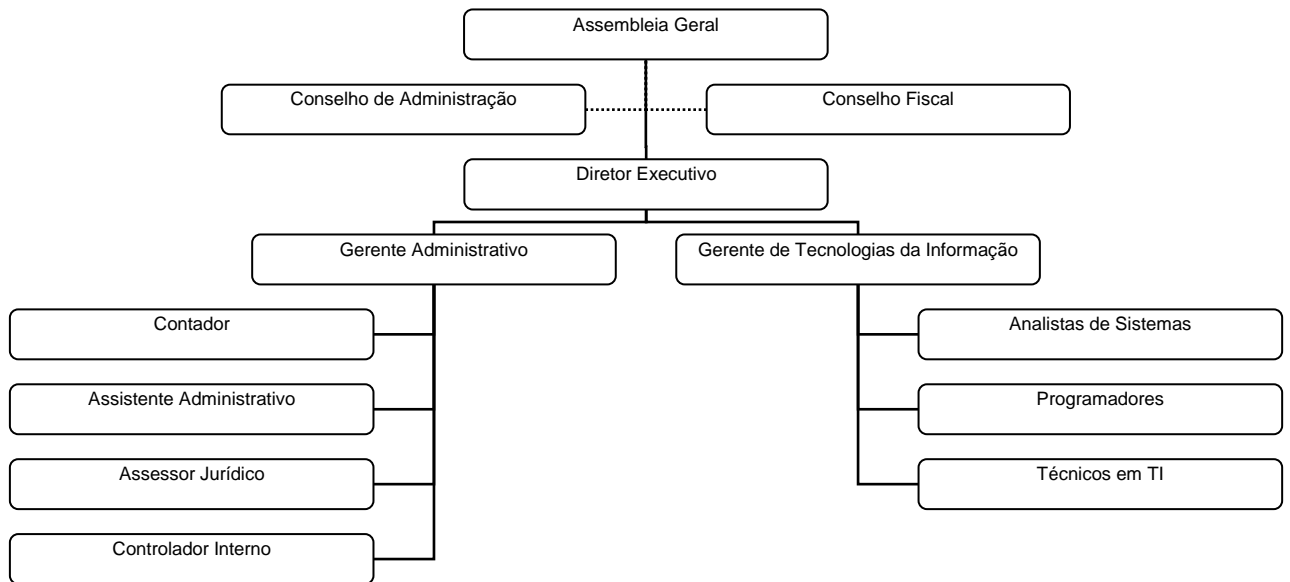 Assembleia Geral
Conselho de Administração
Conselho Fiscal
Diretor Executivo
Gerente Administrativo
Gerente de Tecnologias da Informação
Contador
Analistas de Sistemas
Assistente Administrativo
Programadores
Assessor Jurídico
Técnicos em TI
Controlador Interno